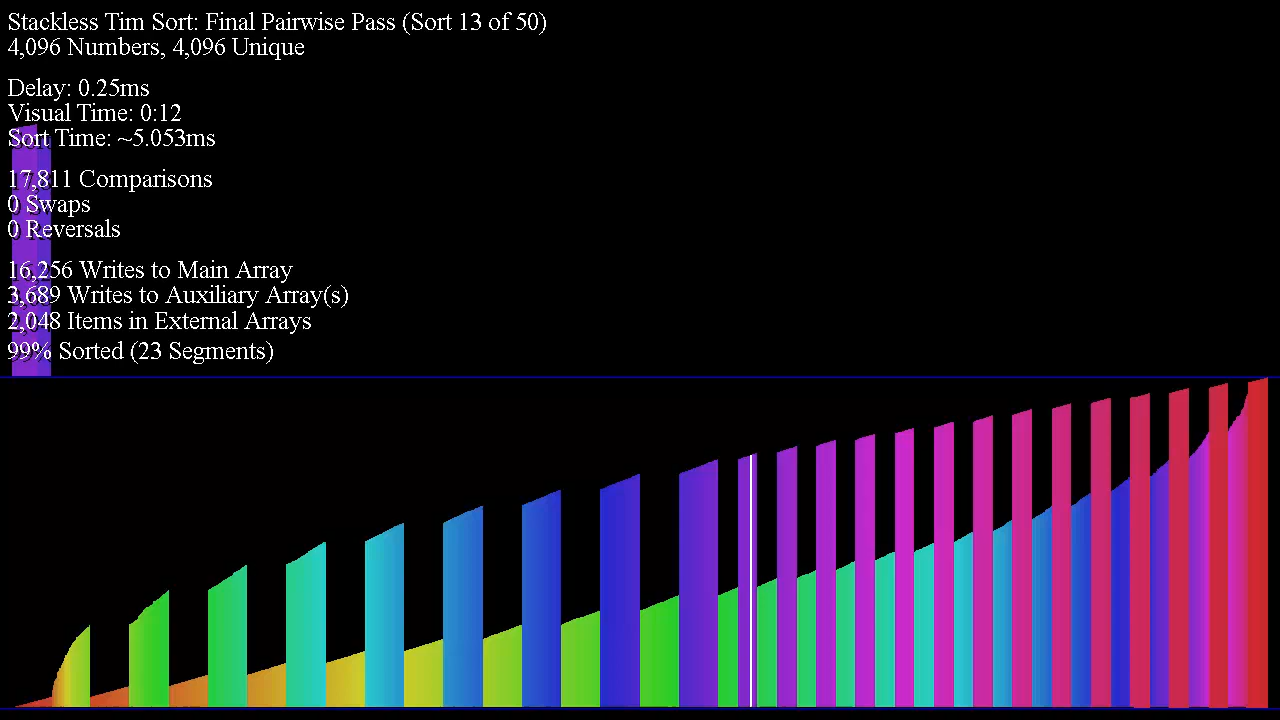 Stackless Tim Sort: Final Pairwise Pass (Sort 13 of 50)
4,096 Numbers, 4,096 Unique
Delay: 0.25ms
Visual Time: 0:12
Sort Time: ~5.053ms
17,811 Comparisons
0 Swaps
0 Reversals
16,256 Writes to Main Array
3,689 Writes to Auxiliary Array(s)
2,048 Items in External Arrays
99% Sorted (23 Segments)